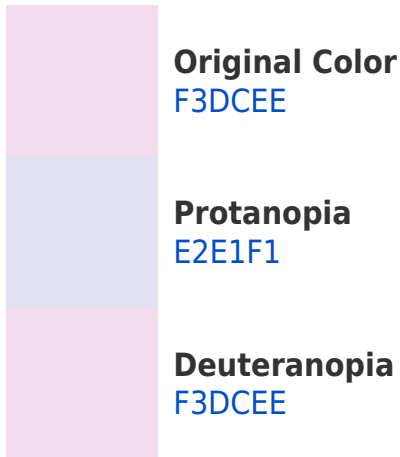 Original Color
F3DCEE
Protanopia
E2E1F1
Deuteranopia
F3DCEE